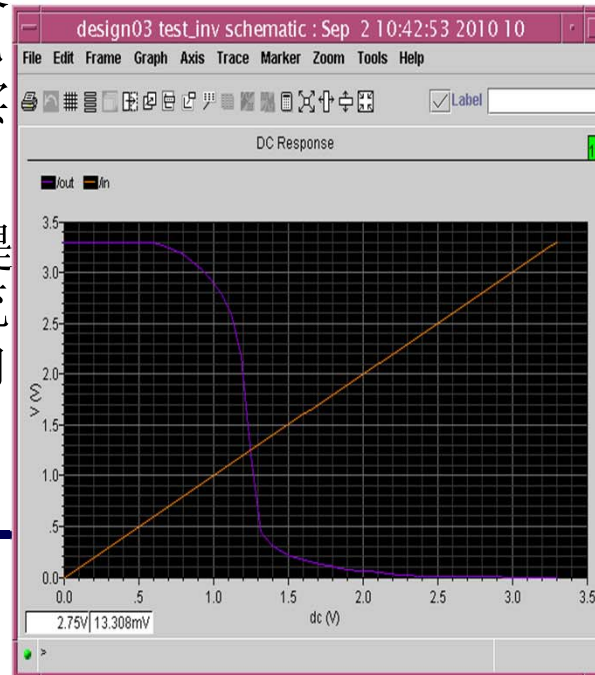 design03 test_inv schematic : Sep 2 10:42:53 2010 10
File Edit Frame Graph Axis Trace Marker Zoom Tools Help
Label
DC Response
1
/out /in
3.5
3.0
2.5
2.0
1.5
1.0
.5
0.0
V (V)
0.0 .5 1.0 1.5 2.0 2.5 3.0 3.5
dc (V)
2.75V 13.308mV
>